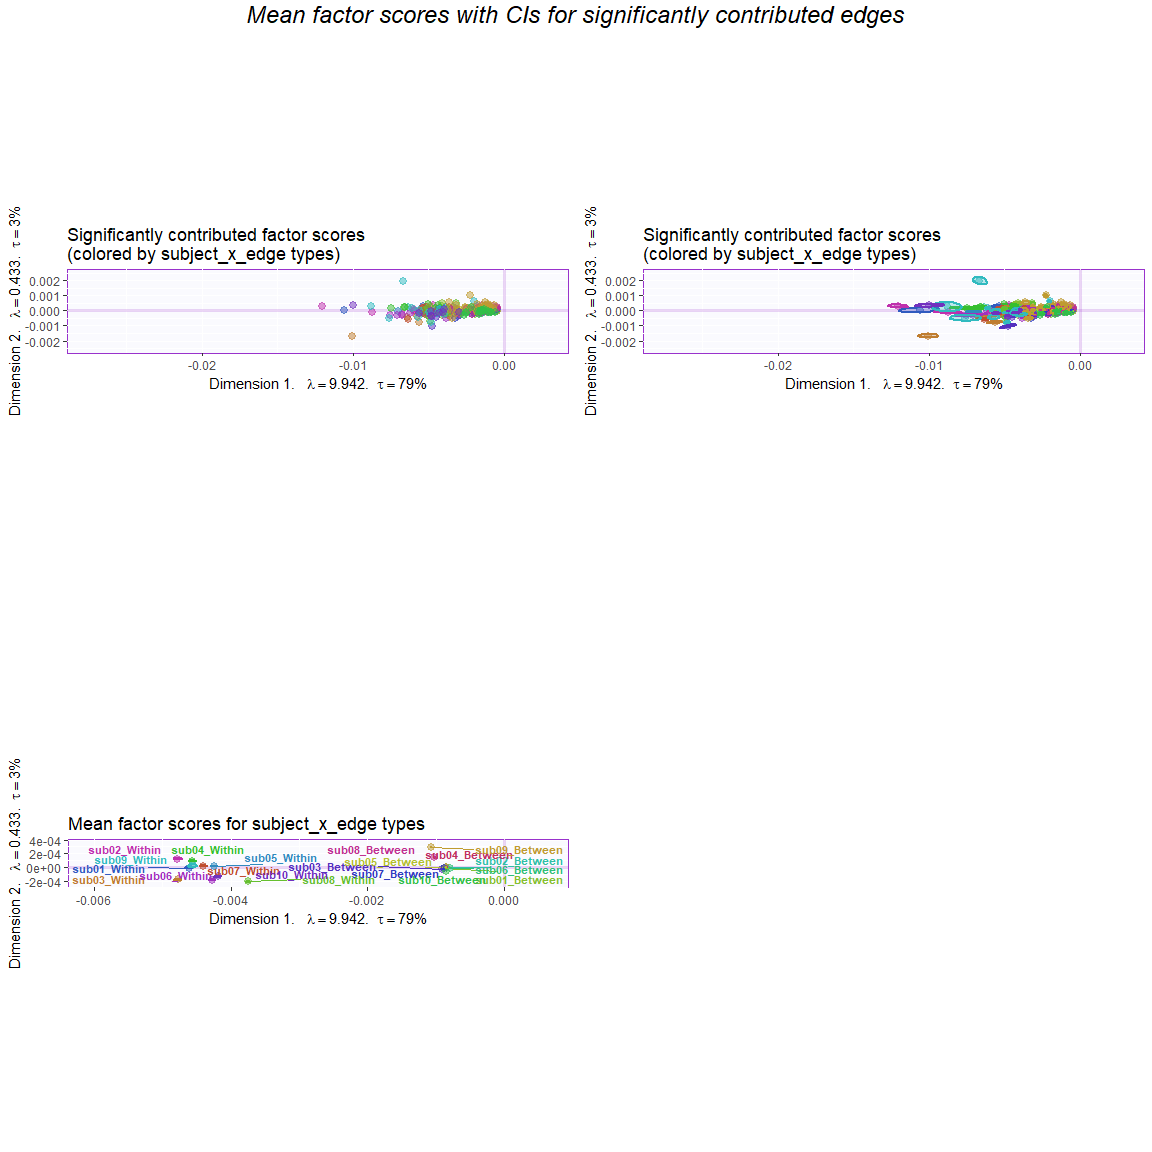 Mean factor scores with CIs for significantly contributed edges
Significantly contributed factor scores
(colored by subject_x_edge types)
Dimension 2.  λ = 0.433.  τ = 3%
0.002
0.001
0.000
-0.001
-0.002
-0.02
-0.01
0.00
Dimension 1.  λ = 9.942.  τ = 79%
Significantly contributed factor scores
(colored by subject_x_edge types)
Dimension 2.  λ = 0.433.  τ = 3%
0.002
0.001
0.000
-0.001
-0.002
-0.02
-0.01
0.00
Dimension 1.  λ = 9.942.  τ = 79%
Mean factor scores for subject_x_edge types
Dimension 2.  λ = 0.433.  τ = 3%
4e-04
2e-04
0e+00
-2e-04
sub02_Within
sub04_Within
sub08_Between
sub09_Between
sub09_Within
sub05_Within
sub05_Between
sub04_Between
sub02_Between
sub01_Within
sub07_Within
sub03_Between
sub06_Between
sub03_Within
sub06_Within
sub10_Within
sub08_Within
sub07_Between
sub10_Between
sub01_Between
-0.006
-0.004
-0.002
0.000
Dimension 1.  λ = 9.942.  τ = 79%